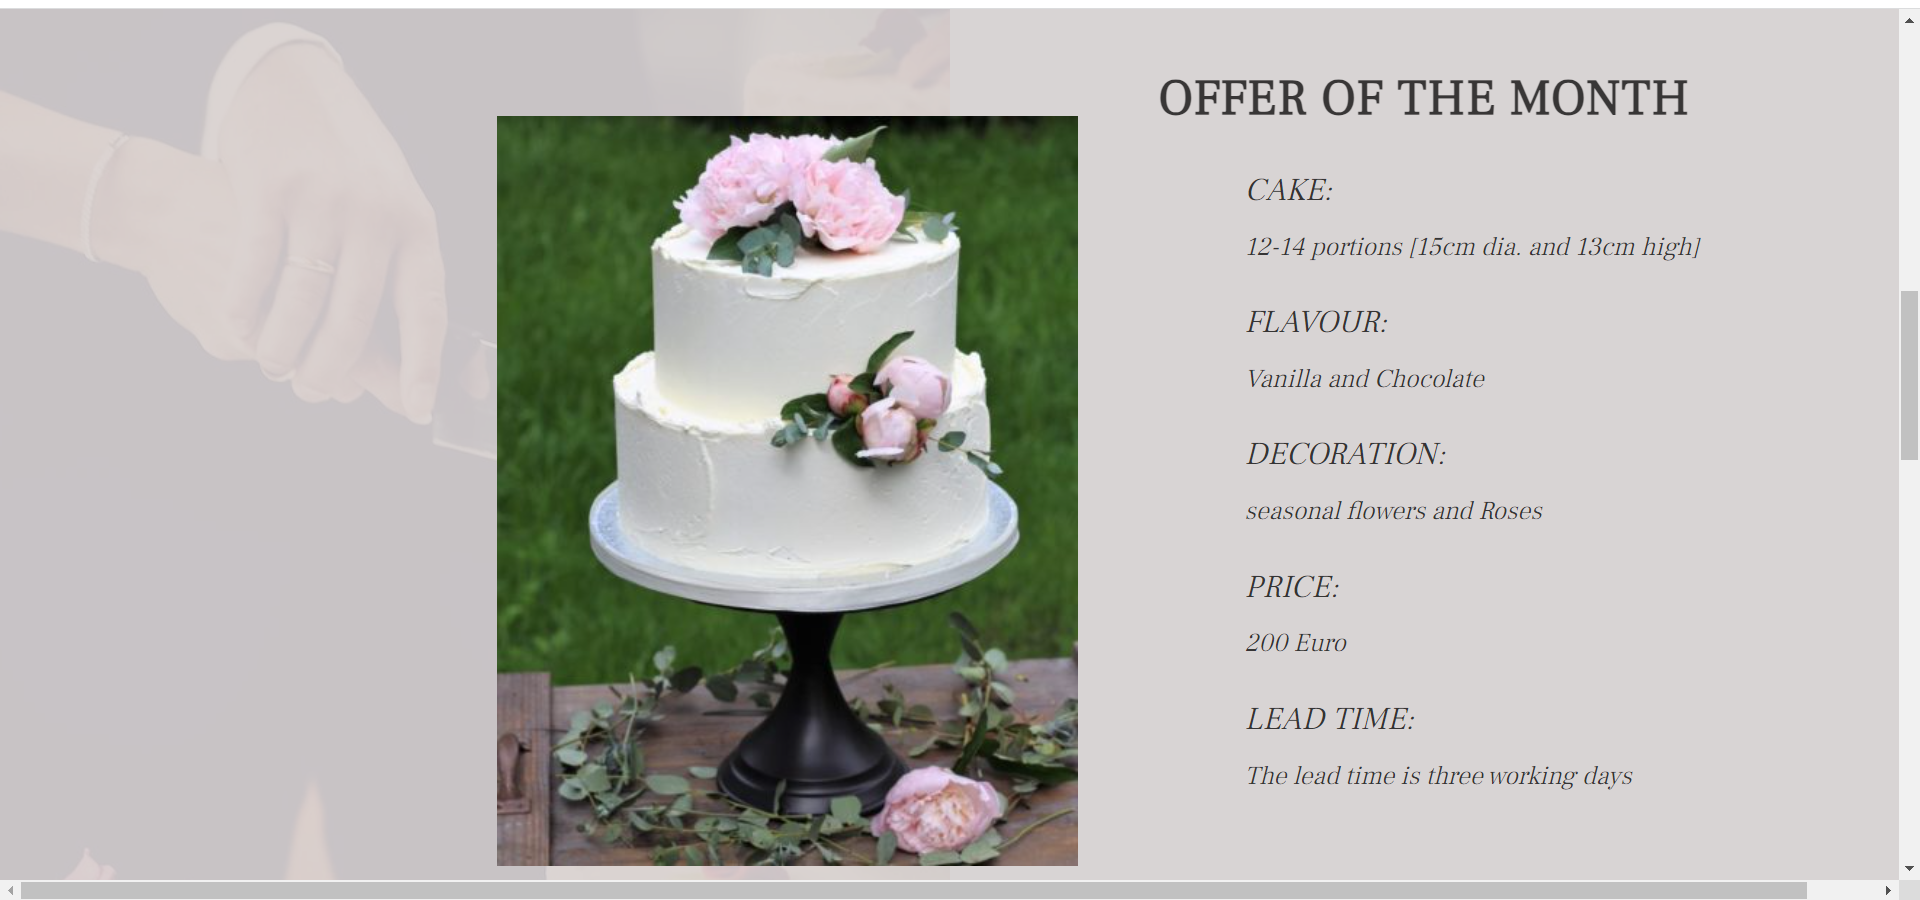 OFFER OF THE MONTH
CAKE:
12-14 portions [15cm dia. and 13cm high]
FLAVOUR:
Vanilla and Chocolate
DECORATION:
seasonal flowers and Roses
PRICE:
200 Euro
LEAD TIME:
The lead time is three working days